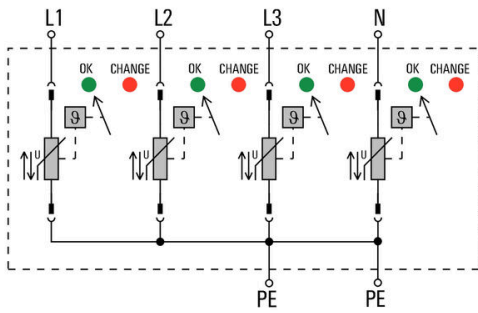 L1 L2 L3 N
OK CHANGE OK CHANGE OK CHANGE OK CHANGE
ϑ ϑ ϑ ϑ
U U U U
PE PE